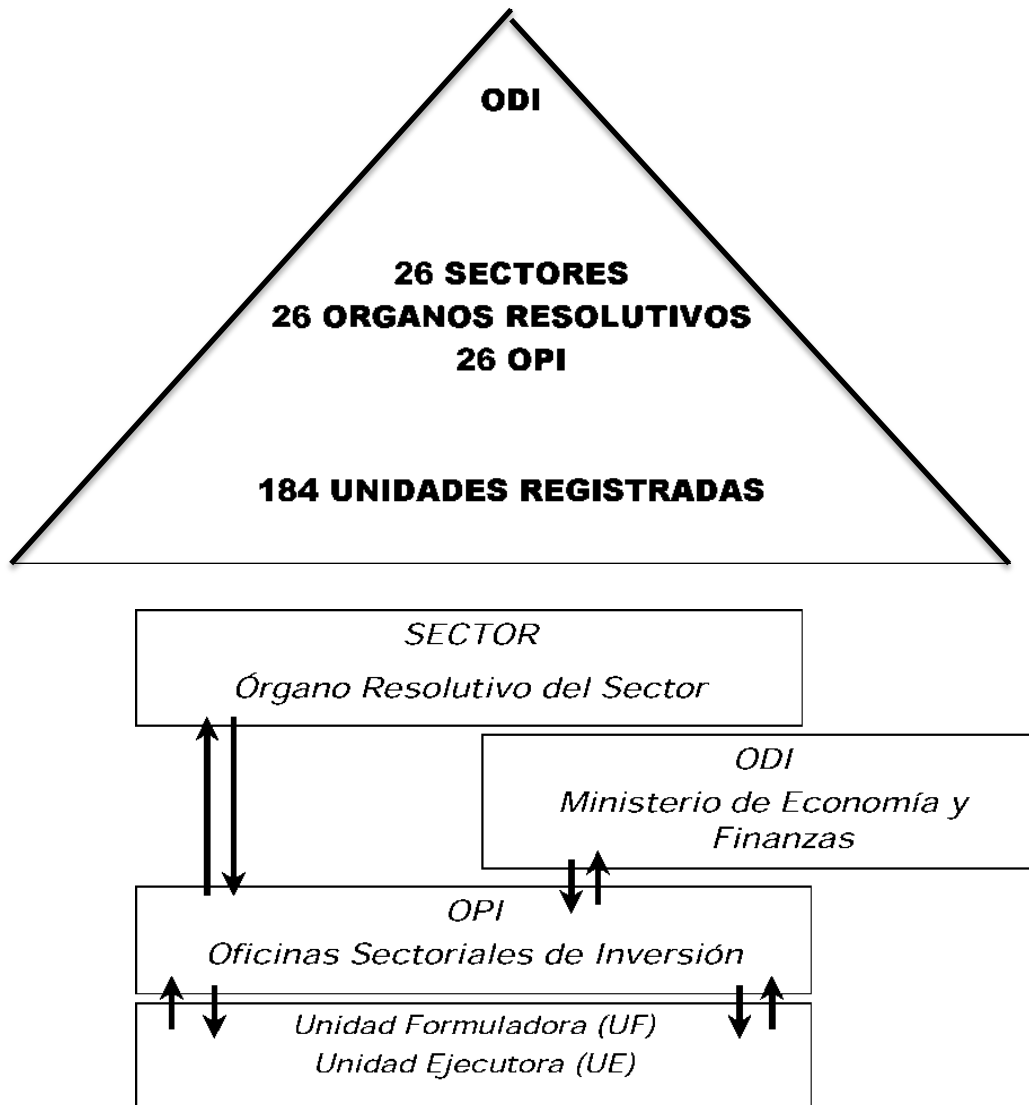 ODI
26 SECTORES
26 ORGANOS RESOLUTIVOS
26 OPI
184 UNIDADES REGISTRADAS
SECTOR
Órgano Resolutivo del Sector
ODI
Ministerio de Economía y
Finanzas
OPI
Oficinas Sectoriales de Inversión
Unidad Formuladora (UF)
Unidad Ejecutora (UE)